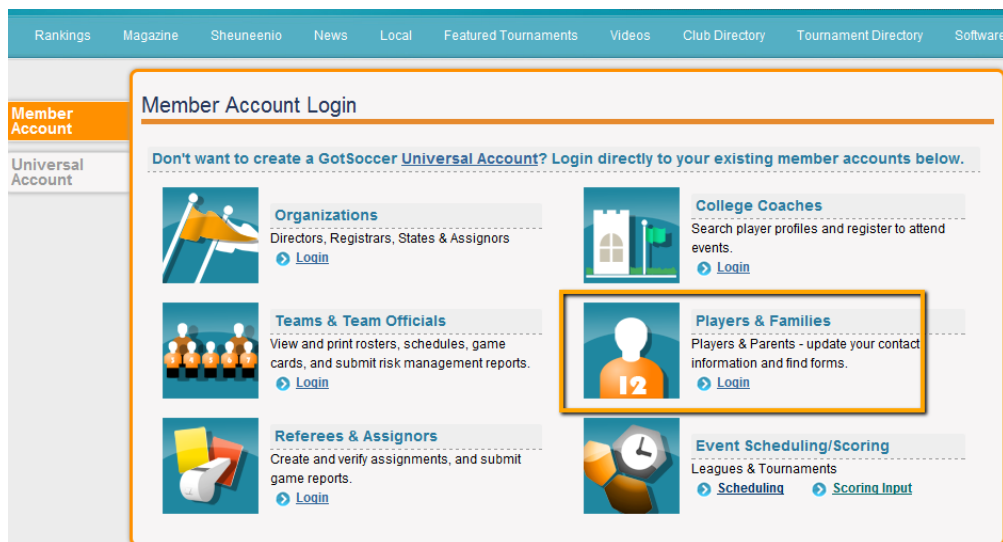 Rankings Magazine Sheuneenio News Local Featured Tournaments Videos Club Directory Tournament Directory Software
Member Account Login
Member
Account
Universal
Account
Don't want to create a GotSoccer Universal Account? Login directly to your existing member accounts below.
Organizations
Directors, Registrars, States & Assignors
Login
College Coaches
Search player profiles and register to attend
events.
Login
Teams & Team Officials
View and print rosters, schedules, game
cards, and submit risk management reports.
Login
Players & Families
Players & Parents - update your contact
information and find forms.
Login
12
Referees & Assignors
Create and verify assignments, and submit
game reports.
Login
Event Scheduling/Scoring
Leagues & Tournaments
Scheduling Scoring Input